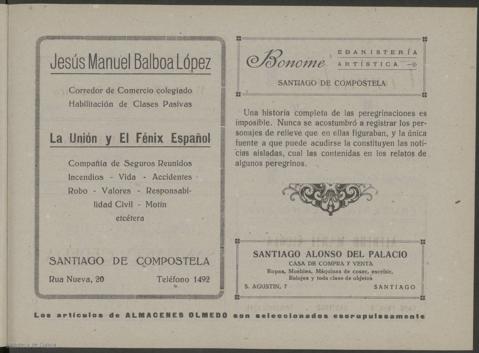 Jesús Manuel Balboa López
Corredor de Comercio colegiado
Habilitación de Clases Pasivas
La Unión y El Fénix Español
Compañía de Seguros Reunidos
Incendios - Vida - Accidentes
Robo - Valores - Responsabi-
lidad Civil - Motín
etcétera
SANTIAGO DE COMPOSTELA
Rua Nueva, 20 Teléfono 1492
Bonome EBANISTERÍA
ARTÍSTICA
SANTIAGO DE COMPOSTELA
Una historia completa de las peregrinaciones es
imposible. Nunca se acostumbró a registrar los per-
sonajes de relieve que en ellas figuraban, y la única
fuente a que puede acudirse la constituyen las noti-
cias aisladas, cual las contenidas en los relatos de
algunos peregrinos.
SANTIAGO ALONSO DEL PALACIO
CASA DE COMPRA Y VENTA
Ropas, Muebles, Máquinas de coser, escribir,
Relojes y toda clase de objetos
S. AGUSTIN, 7 SANTIAGO
Los artículos de ALMACENES OLMEDO son seleccionados escrupulosamente